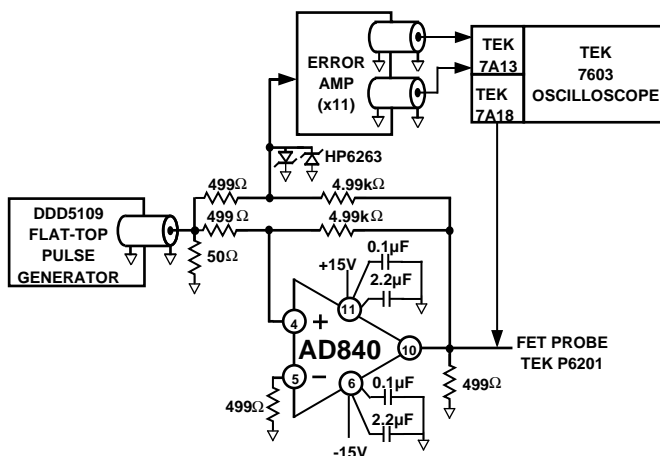 ERROR
AMP
(x11)
TEK
7A13
TEK
7A18
TEK
7603
OSCILLOSCOPE
HP6263
499Ω
4.99kΩ
DDD5109
FLAT-TOP
PULSE
GENERATOR
499 Ω
4.99kΩ
50Ω
+15V
0.1µF
2.2µF
11
4
+
AD840
10
5
–
6
FET PROBE
TEK P6201
499Ω
0.1µF
2.2µF
499Ω
-15V